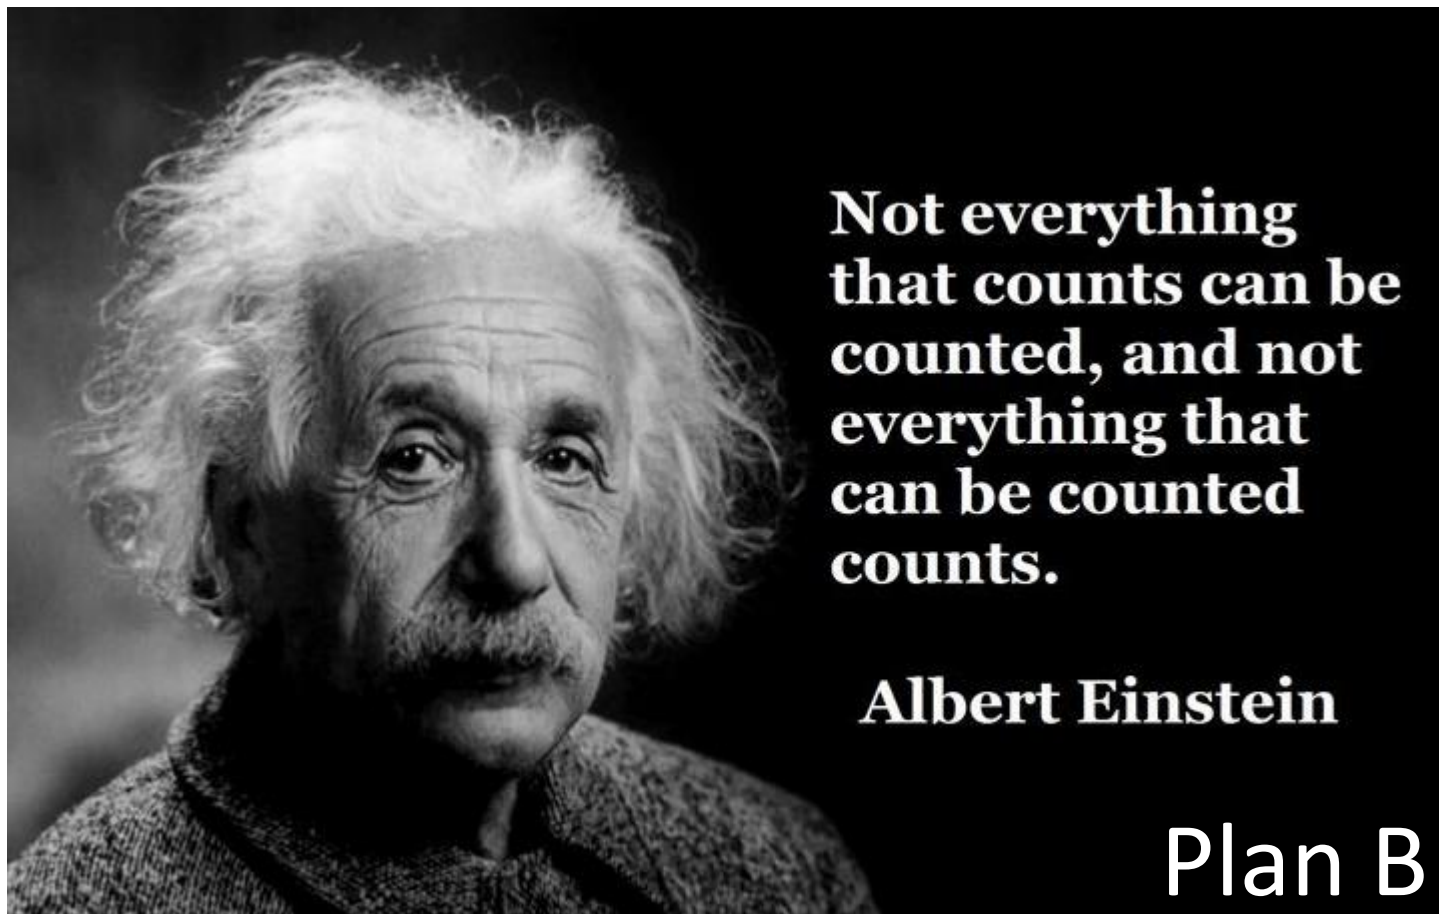 Not everything
that counts can be
counted, and not
everything that
can be counted
counts.
Albert Einstein
Plan B